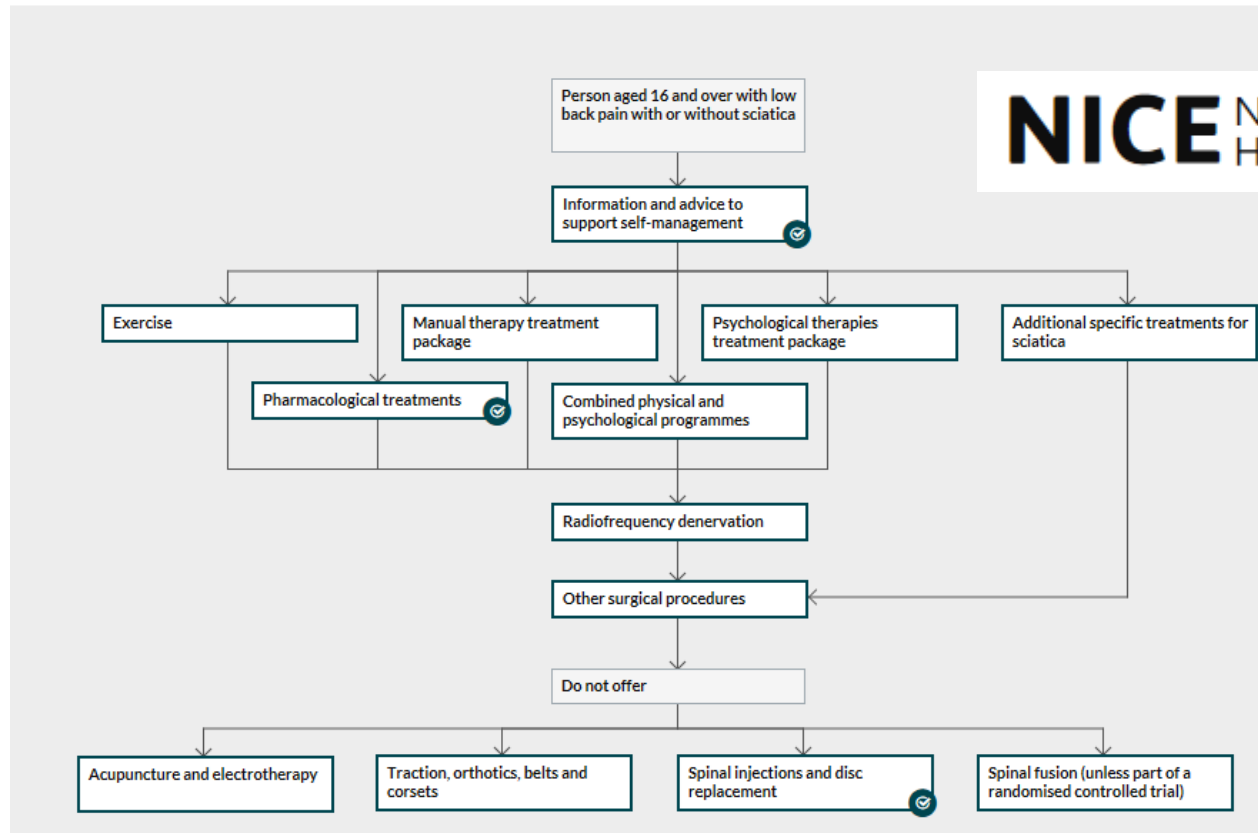 Person aged 16 and over with low
back pain with or without sciatica
NICE
N
H
Information and advice to
support self-management
Exercise
Manual therapy treatment
package
Psychological therapies
treatment package
Additional specific treatments for
sciatica
Pharmacological treatments
Combined physical and
psychological programmes
Radiofrequency denervation
Other surgical procedures
Do not offer
Acupuncture and electrotherapy
Traction, orthotics, belts and
corsets
Spinal injections and disc
replacement
Spinal fusion (unless part of a
randomised controlled trial)